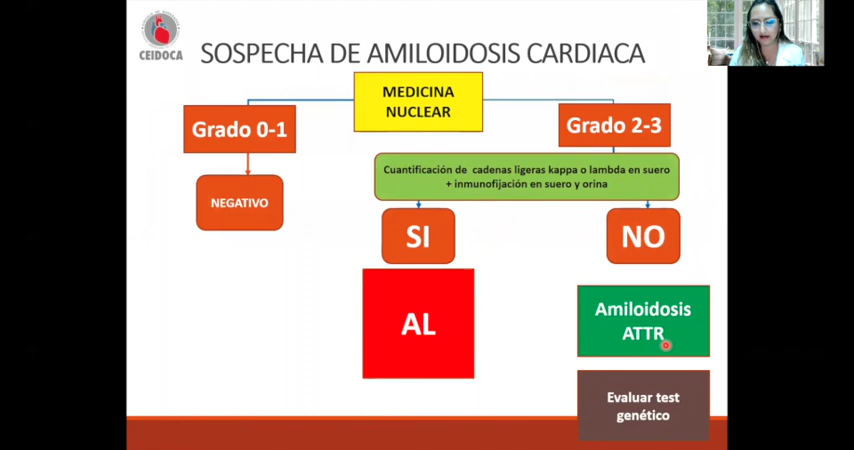 CEIDOCA
SOSPECHA DE AMILOIDOSIS CARDIACA
MEDICINA
NUCLEAR
Grado 0-1
Grado 2-3
Cuantificación de cadenas ligeras kappa o lambda en suero
+ inmunofijación en suero y orina
NEGATIVO
SI
NO
AL
Amiloidosis
ATTR
Evaluar test
genético